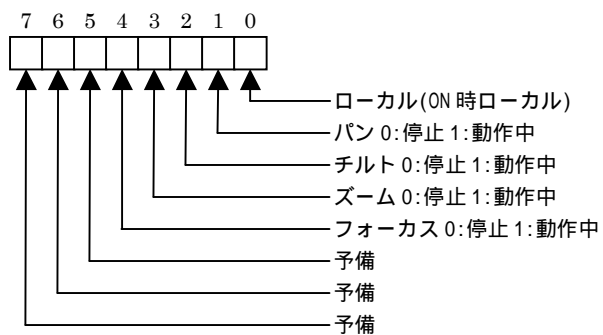 7 6 5 4 3 2 1 0
ローカル(ON 時ローカル)
パン 0:停止 1:動作中
チルト 0:停止 1:動作中
ズーム 0:停止 1:動作中
フォーカス 0:停止 1:動作中
予備
予備
予備